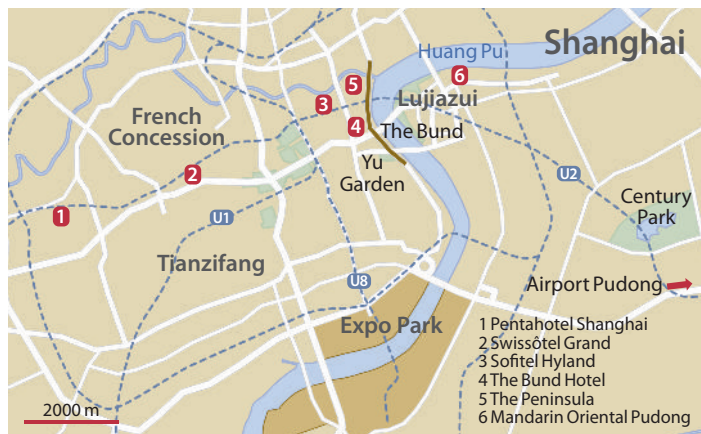 Shanghai
Huang Pu
5
6
Lujiazui
3
French
Concession
4
The Bund
2
Yu
Garden
U2
1
U1
Century
Park
Tianzifang
U8
Airport Pudong
Expo Park
1 Pentahotel Shanghai
2 Swissôtel Grand
3 Sofitel Hyland
4 The Bund Hotel
5 The Peninsula
6 Mandarin Oriental Pudong
2000 m